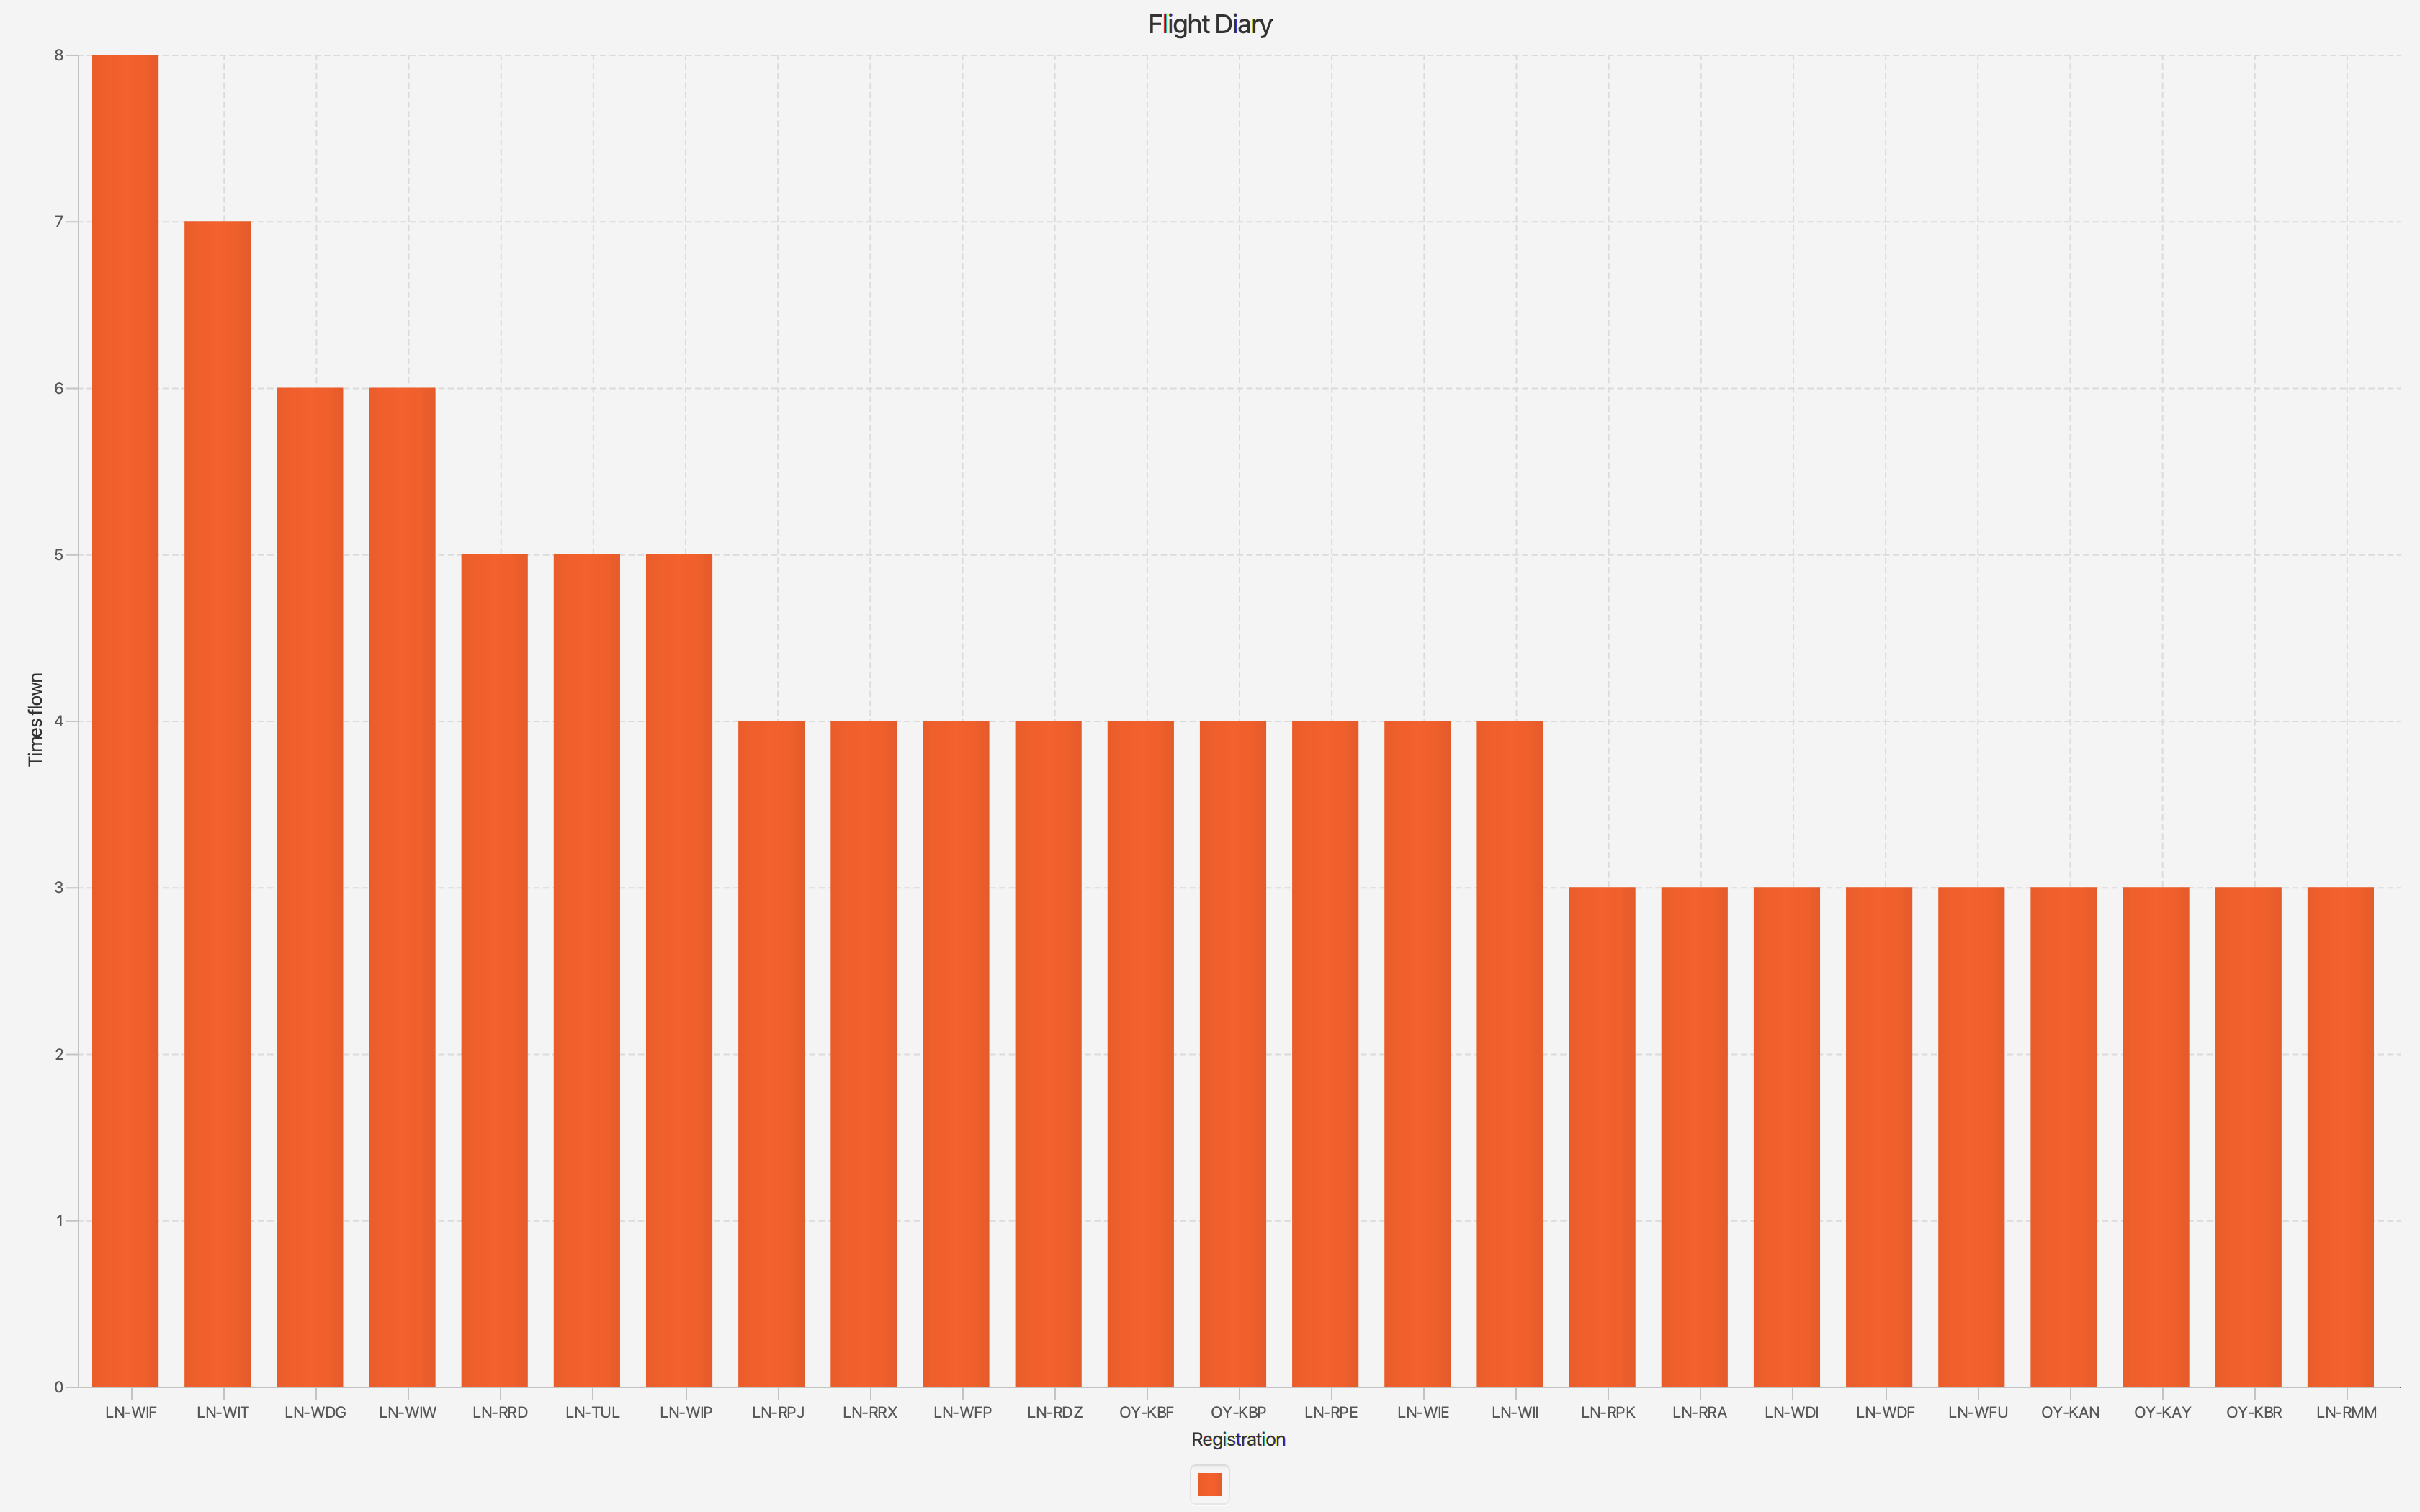 Flight Diary
8
7
6
5
4
3
2
1
0
Times flown
LN-WIF LN-WIT LN-WDG LN-WIW LN-RRD LN-TUL LN-WIP LN-RPJ LN-RRX LN-WFP LN-RDZ OY-KBF OY-KBP LN-RPE LN-WIE LN-WII LN-RPK LN-RRA LN-WDI LN-WDF LN-WFU OY-KAN OY-KAY OY-KBR LN-RMM
Registration